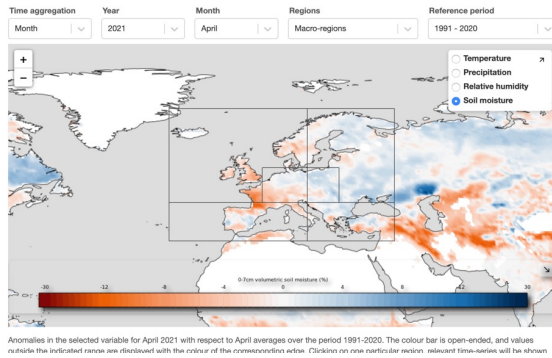 Time aggregation Year Month Regions Reference period
Month 2021 April Macro-regions 1991 - 2020
+
−
Temperature
Precipitation
Relative humidity
Soil moisture
0-7cm volumetric soil moisture (%)
-30 -12 -8 -4 0 4 8 12 30
Anomalies in the selected variable for April 2021 with respect to April averages over the period 1991-2020. The colour bar is open-ended, and values
outside the indicated range are displayed with the colour of the corresponding edge. Clicking on one particular region, relevant time-series will be shown